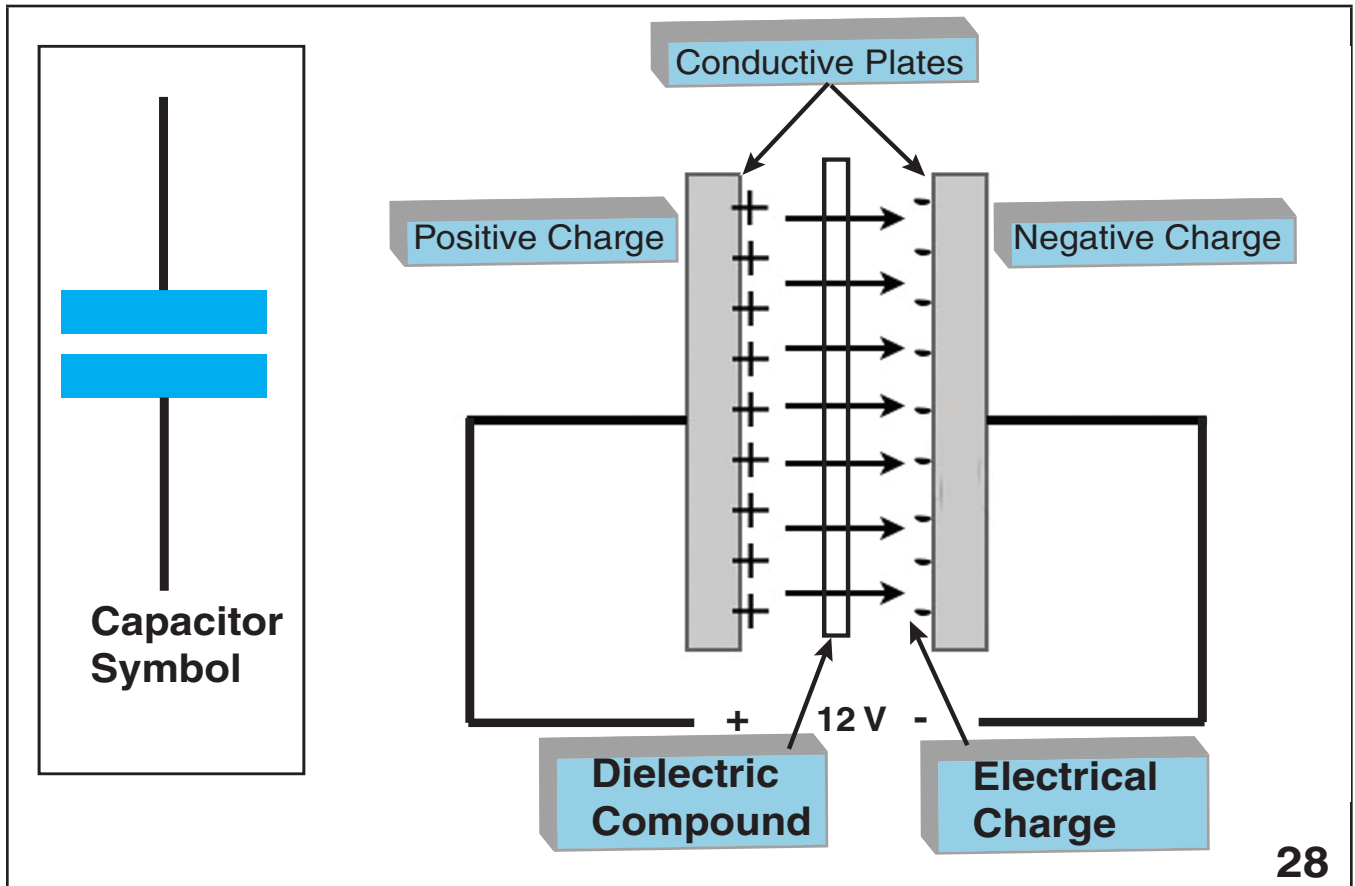 Conductive Plates
Positive Charge
Negative Charge
+ 12 V -
Capacitor
Symbol
Dielectric
Compound
Electrical
Charge
28